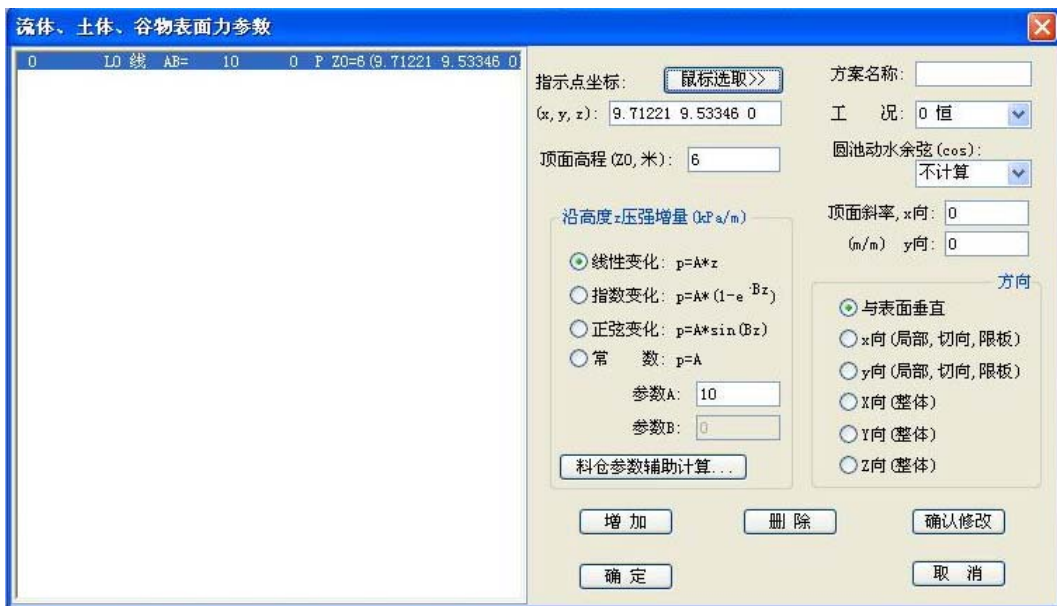 流体、土体、谷物表面力参数
0 L0 线 AB= 10 0 P Z0=6(9.71221 9.53346 0
指示点坐标: 鼠标选取>>
(x,y,z): 9.71221 9.53346 0
顶面高程(Z0,米): 6
沿高度z压强增量(kPa/m)
线性变化: p=A*z
指数变化: p=A*(1-e^-Bz)
正弦变化: p=A*sin(Bz)
常 数: p=A
参数A: 10
参数B: 0
料仓参数辅助计算...
方案名称:
工 况: 0 恒
圆池动水余弦(cos):
不计算
顶面斜率,x向: 0
(m/m) y向: 0
方向
与表面垂直
x向(局部,切向,限板)
y向(局部,切向,限板)
X向(整体)
Y向(整体)
Z向(整体)
增 加 删 除 确认修改
确 定 取 消